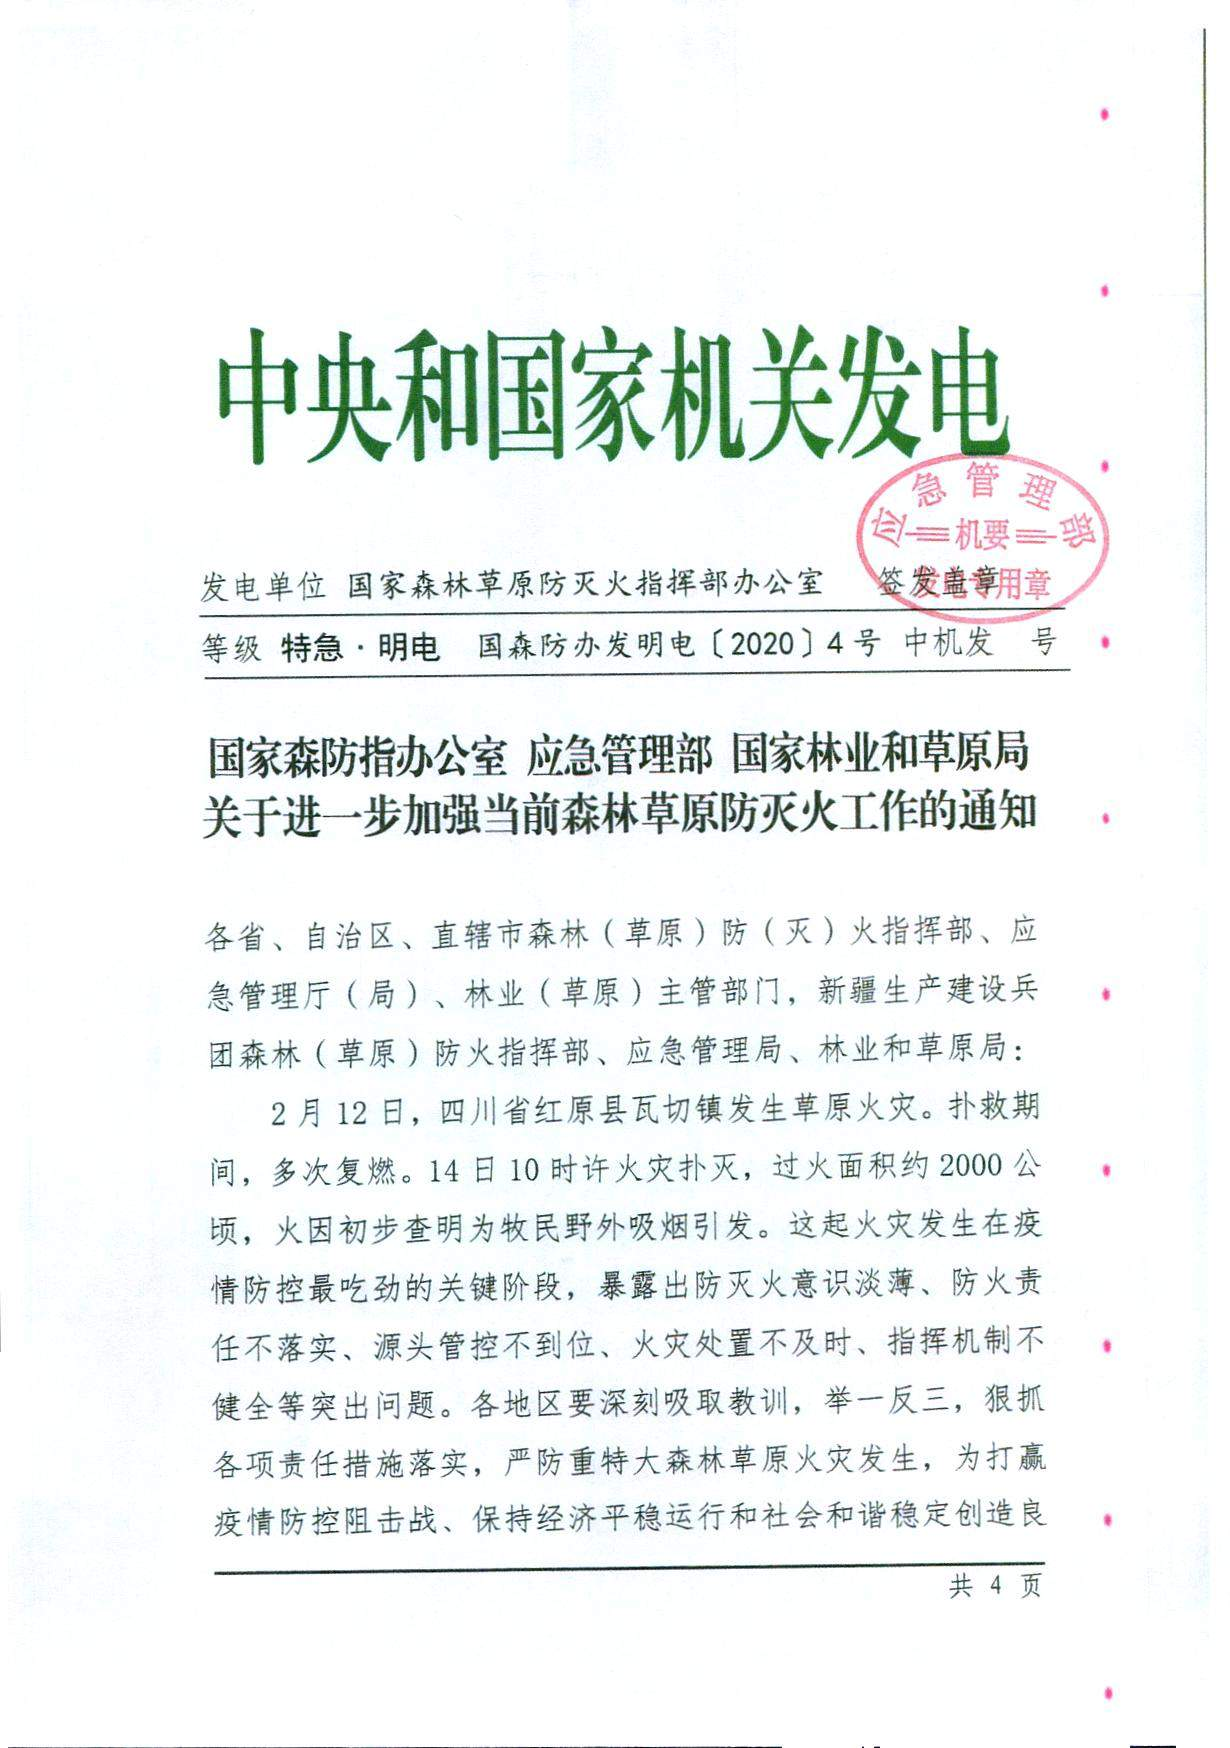 中央和国家机关发电
应急管理部
机要
发电专用章
发电单位 国家森林草原防灭火指挥部办公室 签发盖章
等级 特急·明电 国森防办发明电〔2020〕4号 中机发 号
国家森防指办公室 应急管理部 国家林业和草原局
关于进一步加强当前森林草原防灭火工作的通知
各省、自治区、直辖市森林（草原）防（灭）火指挥部、应
急管理厅（局）、林业（草原）主管部门，新疆生产建设兵
团森林（草原）防火指挥部、应急管理局、林业和草原局：
2月12日，四川省红原县瓦切镇发生草原火灾。扑救期
间，多次复燃。14日10时许火灾扑灭，过火面积约2000公
顷，火因初步查明为牧民野外吸烟引发。这起火灾发生在疫
情防控最吃劲的关键阶段，暴露出防灭火意识淡薄、防火责
任不落实、源头管控不到位、火灾处置不及时、指挥机制不
健全等突出问题。各地区要深刻吸取教训，举一反三，狠抓
各项责任措施落实，严防重特大森林草原火灾发生，为打赢
疫情防控阻击战、保持经济平稳运行和社会和谐稳定创造良
共 4 页